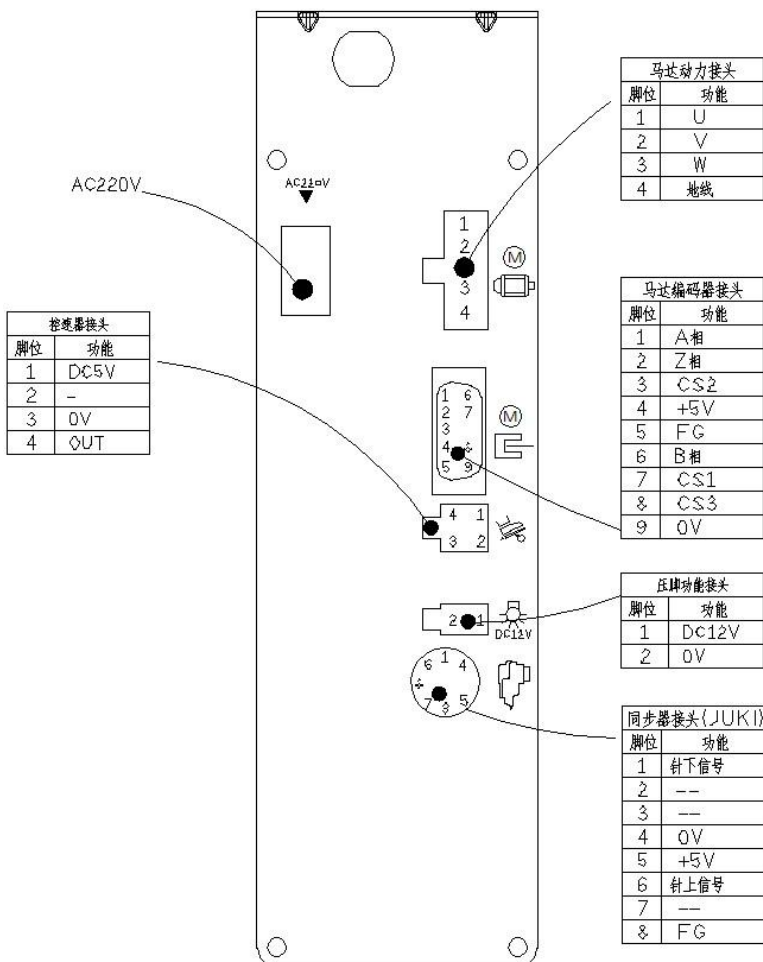 AC220V
AC220V
1
2
3
4
M
马达动力接头
脚位 功能
1 U
2 V
3 W
4 地线
控速器接头
脚位 功能
1 DC5V
2 -
3 0V
4 OUT
1 6
2 7
3
4 8
5 9
M
马达编码器接头
脚位 功能
1 A相
2 Z相
3 CS2
4 +5V
5 FG
6 B相
7 CS1
8 CS3
9 0V
4 1
3 2
2 1
DC12V
压脚功能接头
脚位 功能
1 DC12V
2 0V
6 1 4
7 8 5
同步器接头(JUKI)
脚位 功能
1 针下信号
2 --
3 --
4 0V
5 +5V
6 针上信号
7 --
8 FG